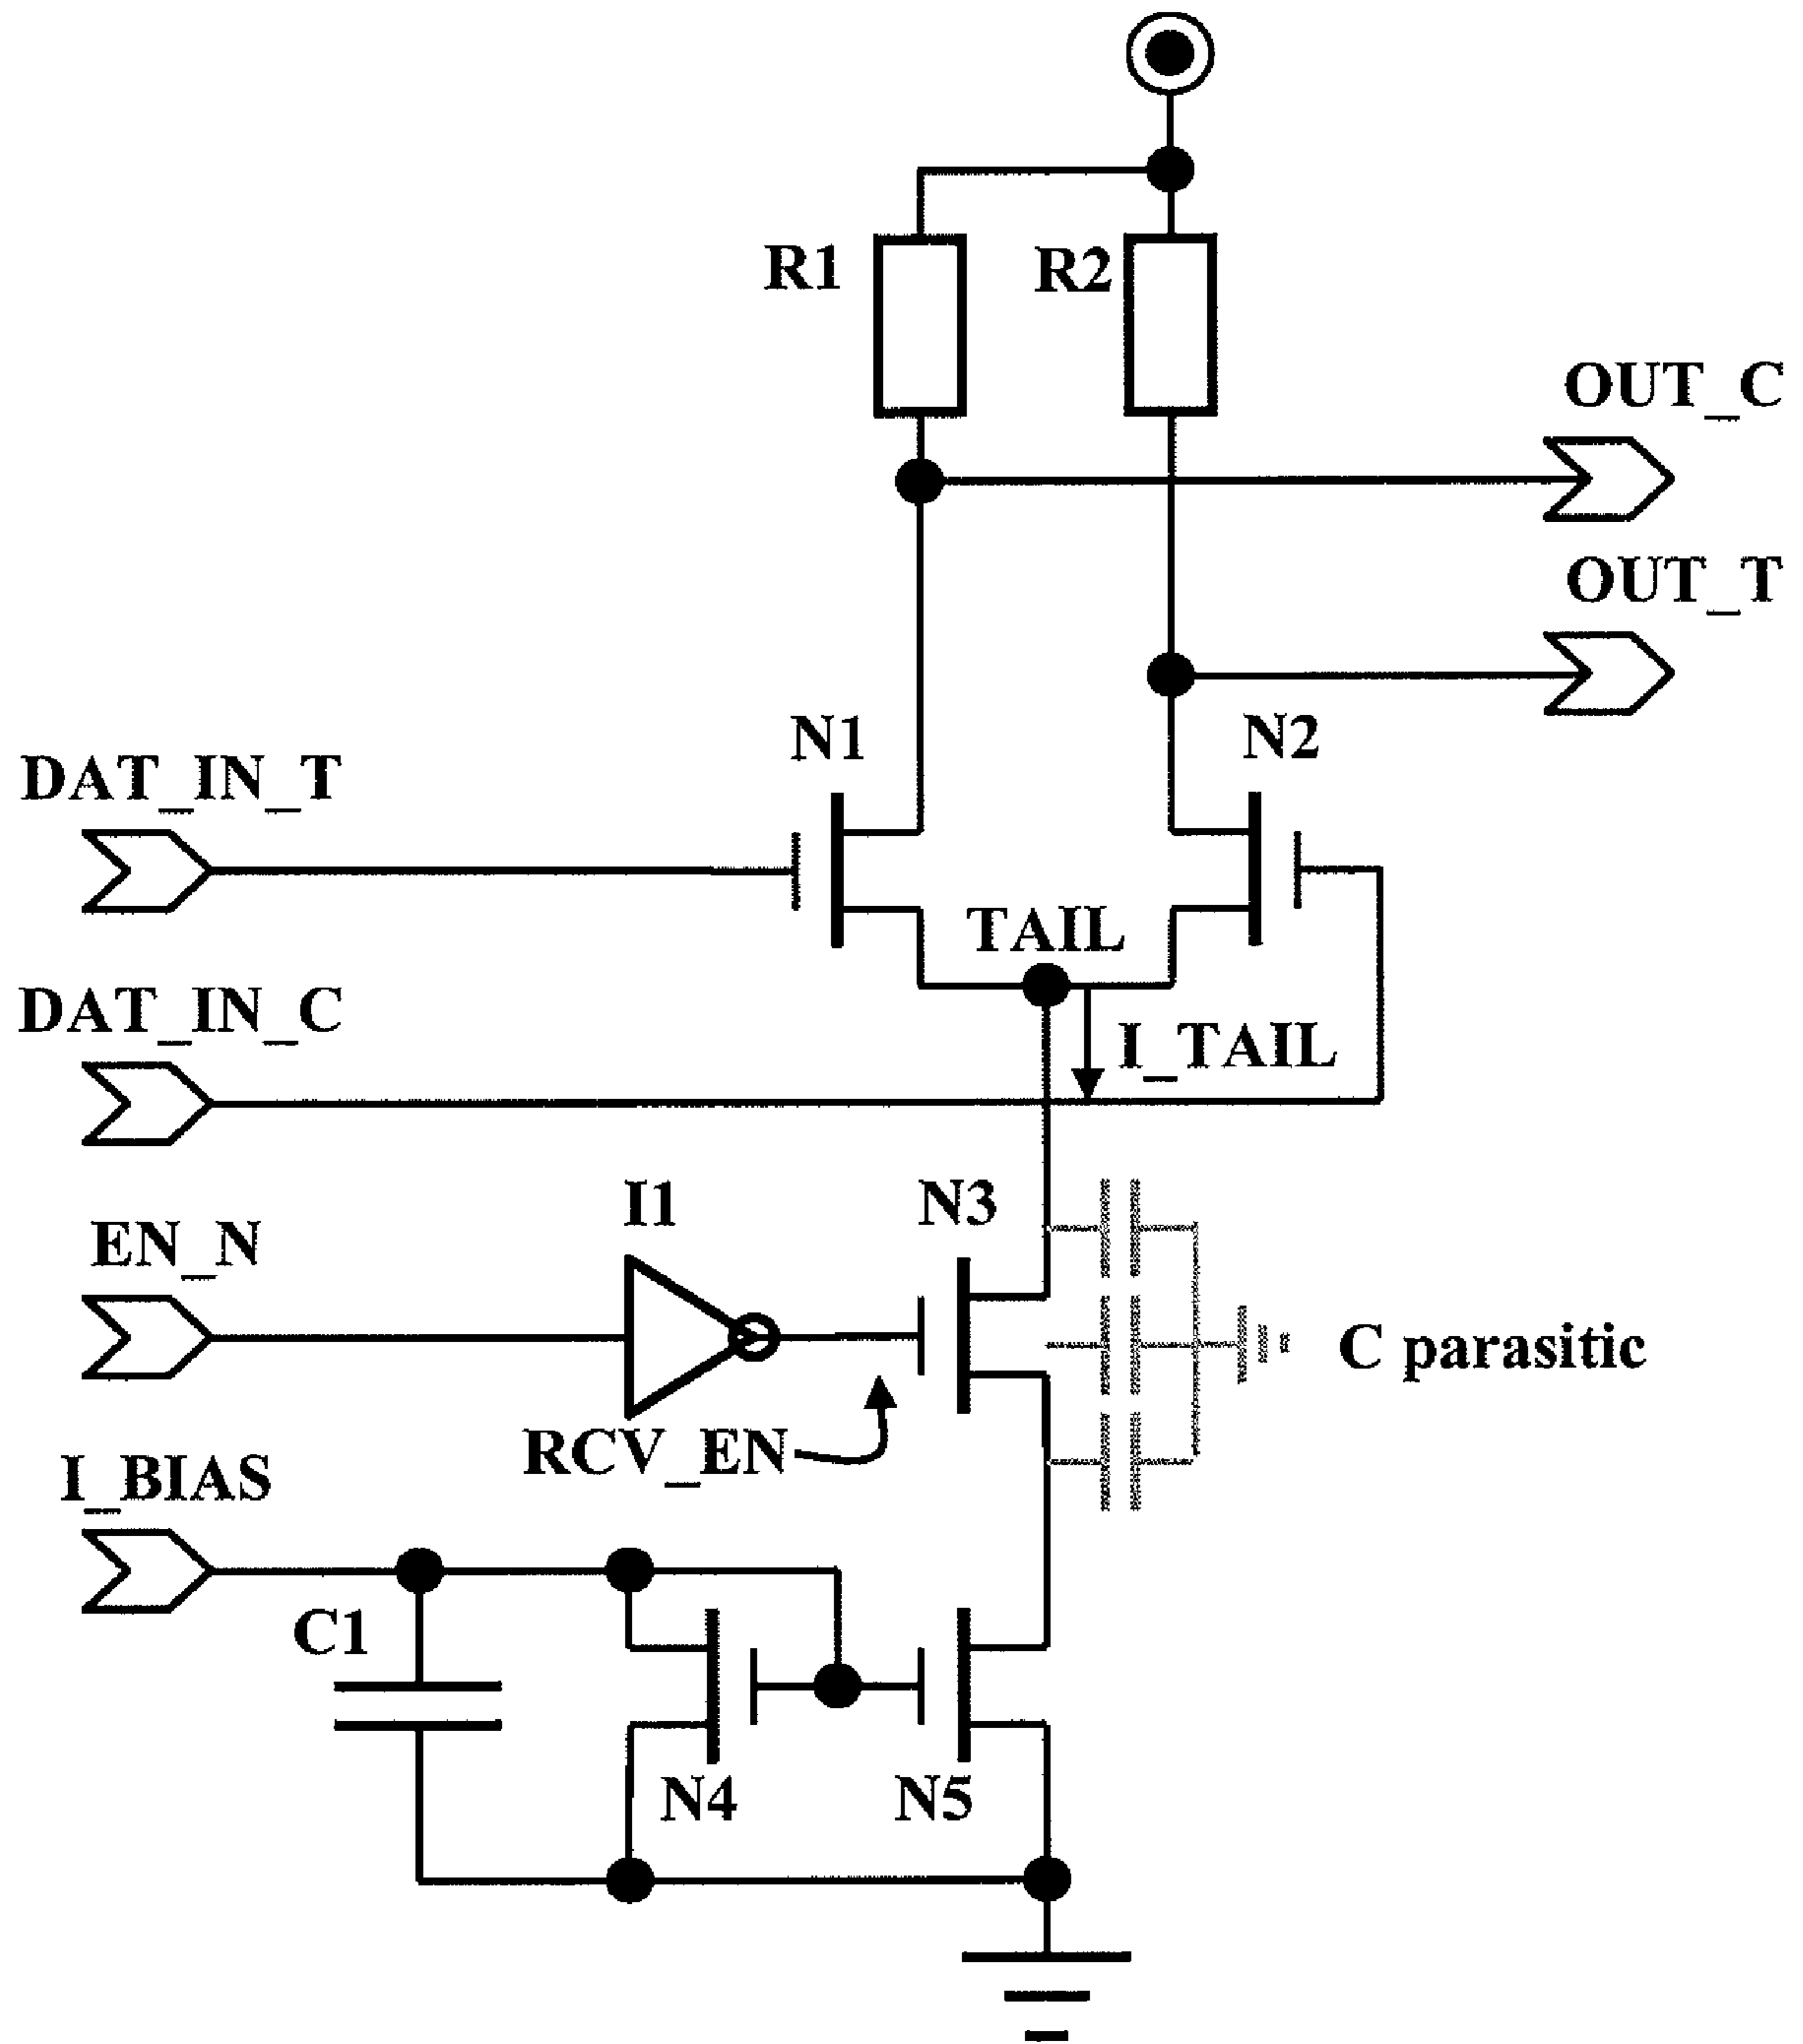 R1
R2
OUT_C
OUT_T
N1
N2
DAT_IN_T
TAIL
DAT_IN_C
I_TAIL
I1
N3
EN_N
C parasitic
RCV_EN
I_BIAS
C1
N4
N5